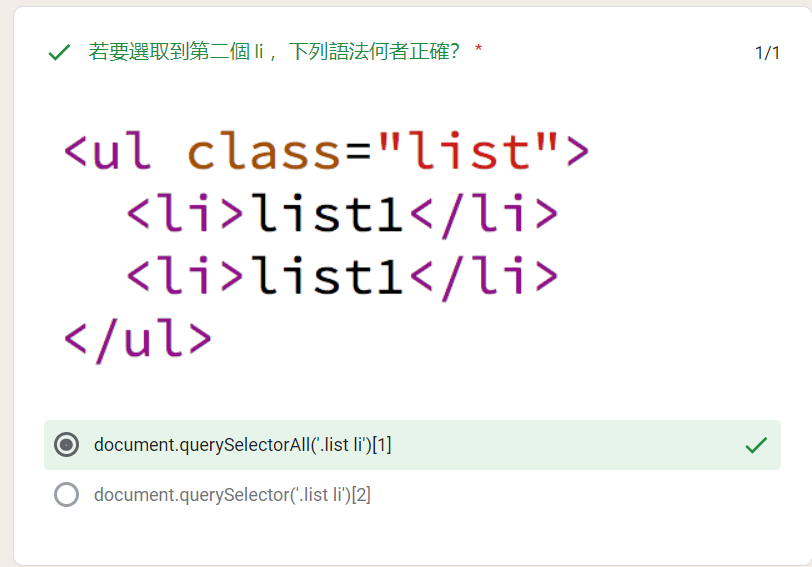 若要選取到第二個 li ，下列語法何者正確？ *
1/1
<ul class="list">
  <li>list1</li>
  <li>list1</li>
</ul>
document.querySelectorAll('.list li')[1]
document.querySelector('.list li')[2]